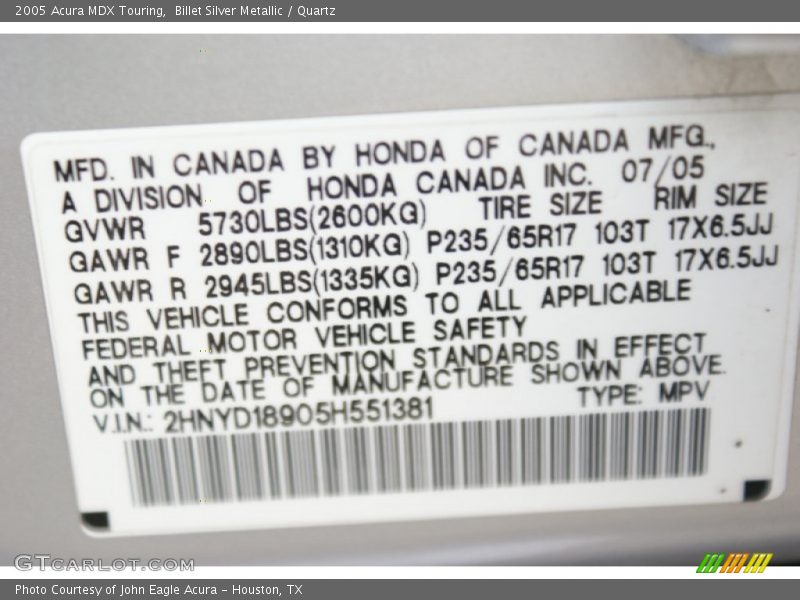 2005 Acura MDX Touring,  Billet Silver Metallic / Quartz
MFD. IN CANADA BY HONDA OF CANADA MFG.,
A DIVISION OF HONDA CANADA INC. 07/05
GVWR 5730LBS(2600KG) TIRE SIZE RIM SIZE
GAWR F 2890LBS(1310KG) P235/65R17 103T 17X6.5JJ
GAWR R 2945LBS(1335KG) P235/65R17 103T 17X6.5JJ
THIS VEHICLE CONFORMS TO ALL APPLICABLE
FEDERAL MOTOR VEHICLE SAFETY
AND THEFT PREVENTION STANDARDS IN EFFECT
ON THE DATE OF MANUFACTURE SHOWN ABOVE.
V.I.N.: 2HNYD18905H551381 TYPE: MPV
GTCARLOT.COM
Photo Courtesy of John Eagle Acura - Houston, TX